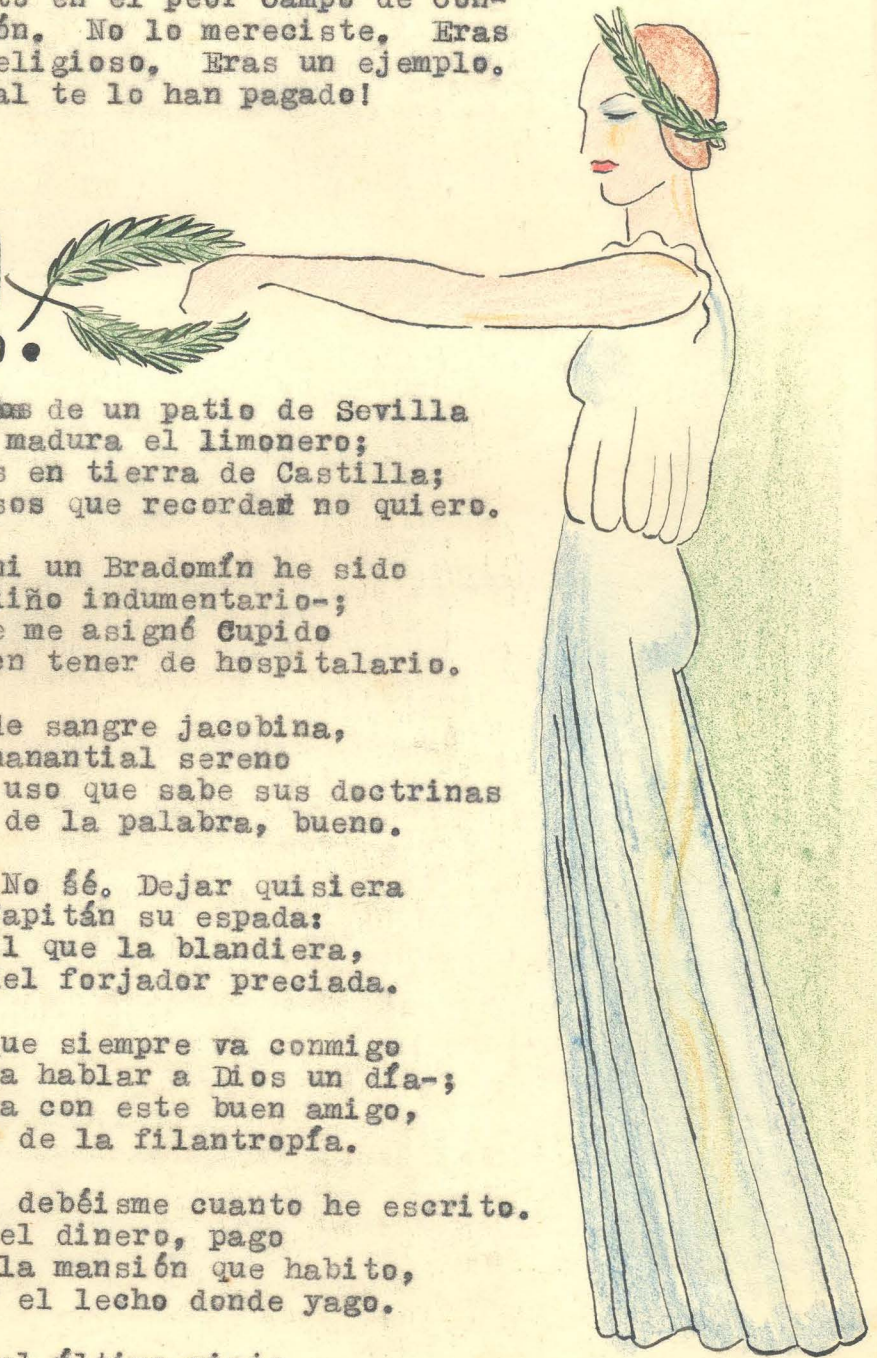 en el peor Campo de Con-
ón. No lo mereciste. Eras
eligioso. Eras un ejemplo.
al te lo han pagado!
de un patio de Sevilla
madura el limonero;
s en tierra de Castilla;
sos que recordar no quiero.
ni un Bradomín he sido
liño indumentario-;
e me asigné Cupido
en tener de hospitalario.
de sangre jacobina,
manantial sereno
uso que sabe sus doctrinas
de la palabra, bueno.
No sé. Dejar quisiera
apitán su espada:
l que la blandiera,
el forjador preciada.
ue siempre va conmigo
a hablar a Dios un día-;
a con este buen amigo,
de la filantropía.
debéisme cuanto he escrito.
el dinero, pago
la mansión que habito,
el lecho donde yago.